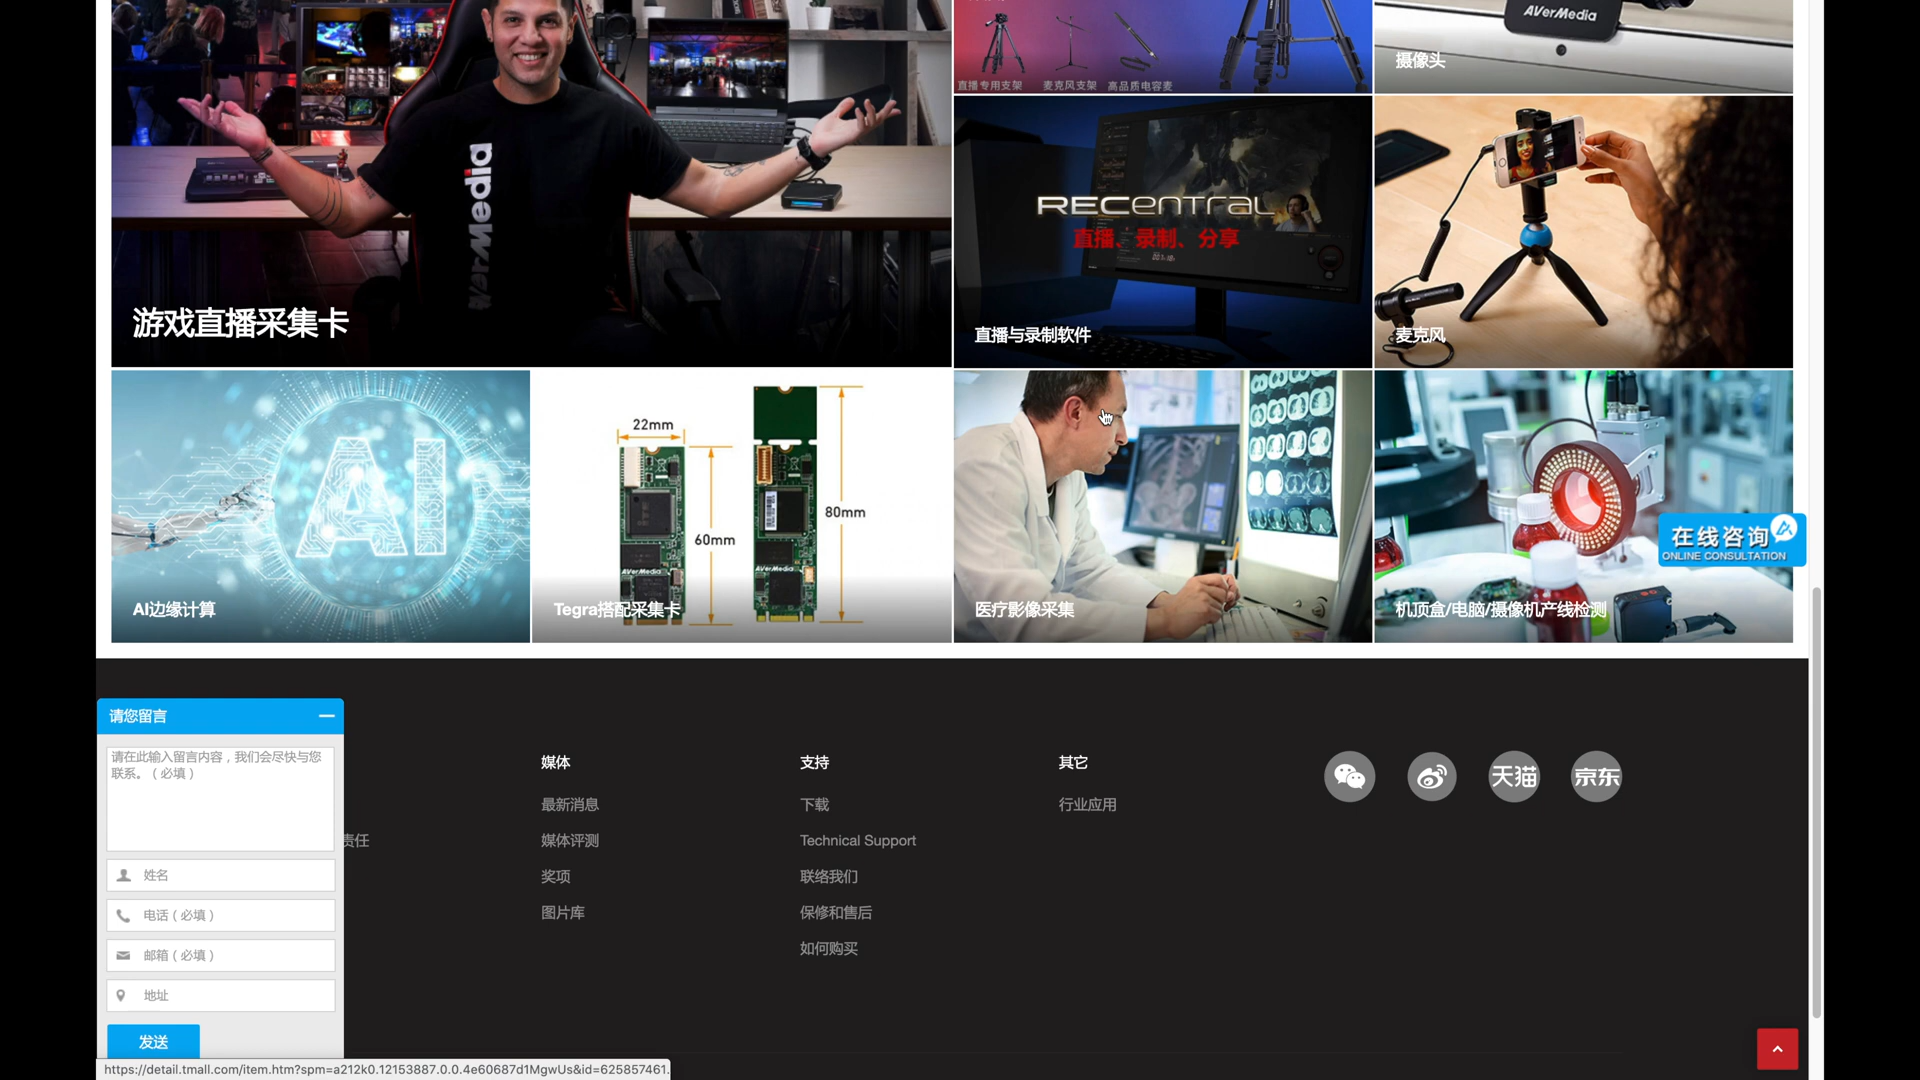 AVerMedia
摄像头
直播专用支架 麦克风支架 高品质电容麦
AVerMedia
RECentral
直播、录制、分享
游戏直播采集卡
直播与录制软件
麦克风
AI
22mm
80mm
60mm
AVerMedia
AVerMedia
AI边缘计算
Tegra搭配采集卡
医疗影像采集
机顶盒/电脑/摄像机产线检测
在线咨询
ONLINE CONSULTATION
请您留言
请在此输入留言内容，我们会尽快与您
联系。（必填）
姓名
电话（必填）
邮箱（必填）
地址
发送
责任
媒体
最新消息
媒体评测
奖项
图片库
支持
下载
Technical Support
联络我们
保修和售后
如何购买
其它
行业应用
天猫
京东
https://detail.tmall.com/item.htm?spm=a212k0.12153887.0.0.4e60687d1MgwUs&id=625857461.